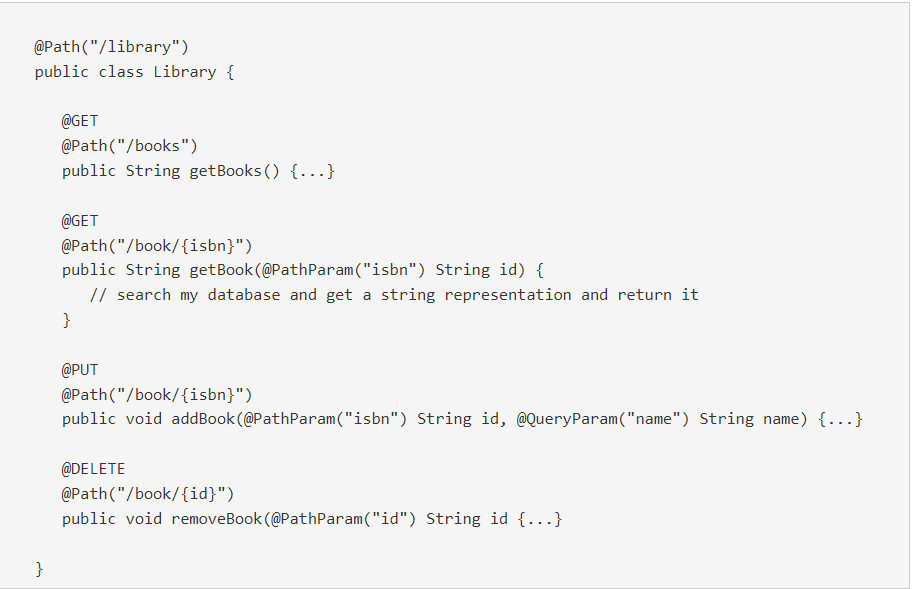 @Path("/library")
public class Library {
@GET
@Path("/books")
public String getBooks() {...}
@GET
@Path("/book/{isbn}")
public String getBook(@PathParam("isbn") String id) {
// search my database and get a string representation and return it
}
@PUT
@Path("/book/{isbn}")
public void addBook(@PathParam("isbn") String id, @QueryParam("name") String name) {...}
@DELETE
@Path("/book/{id}")
public void removeBook(@PathParam("id") String id {...}
}